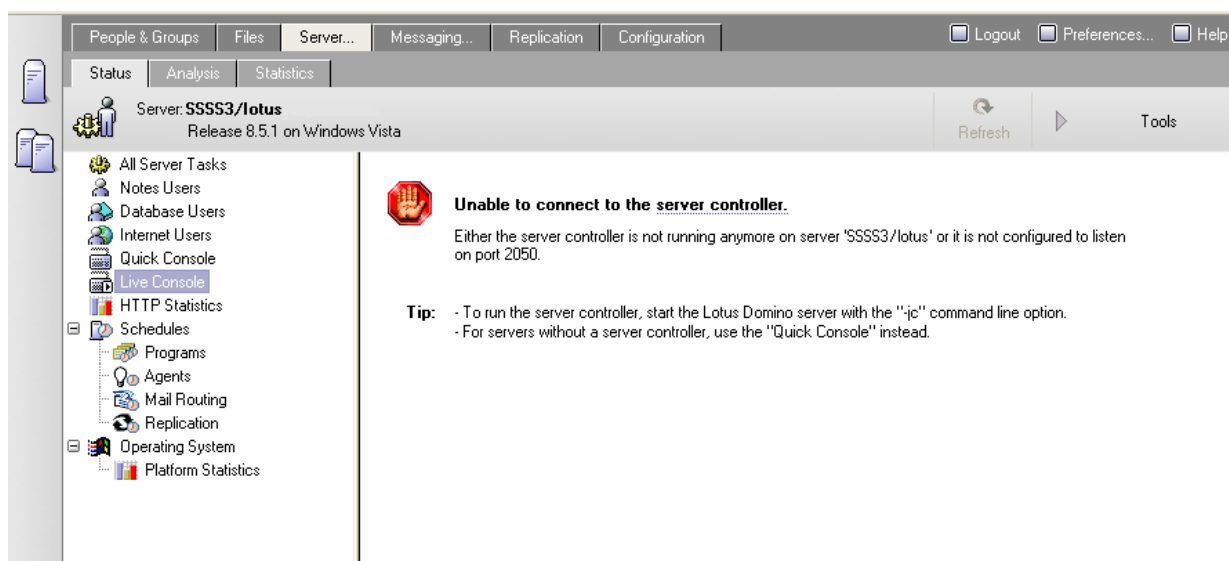 People & Groups Files Server... Messaging... Replication Configuration Logout Preferences... Help
Status Analysis Statistics
Server: SSSS3/lotus
Release 8.5.1 on Windows Vista
Refresh Tools
All Server Tasks
Notes Users
Database Users
Internet Users
Quick Console
Live Console
HTTP Statistics
Schedules
Programs
Agents
Mail Routing
Replication
Operating System
Platform Statistics
Unable to connect to the server controller.
Either the server controller is not running anymore on server 'SSSS3/lotus' or it is not configured to listen
on port 2050.
Tip: - To run the server controller, start the Lotus Domino server with the "-jc" command line option.
- For servers without a server controller, use the "Quick Console" instead.